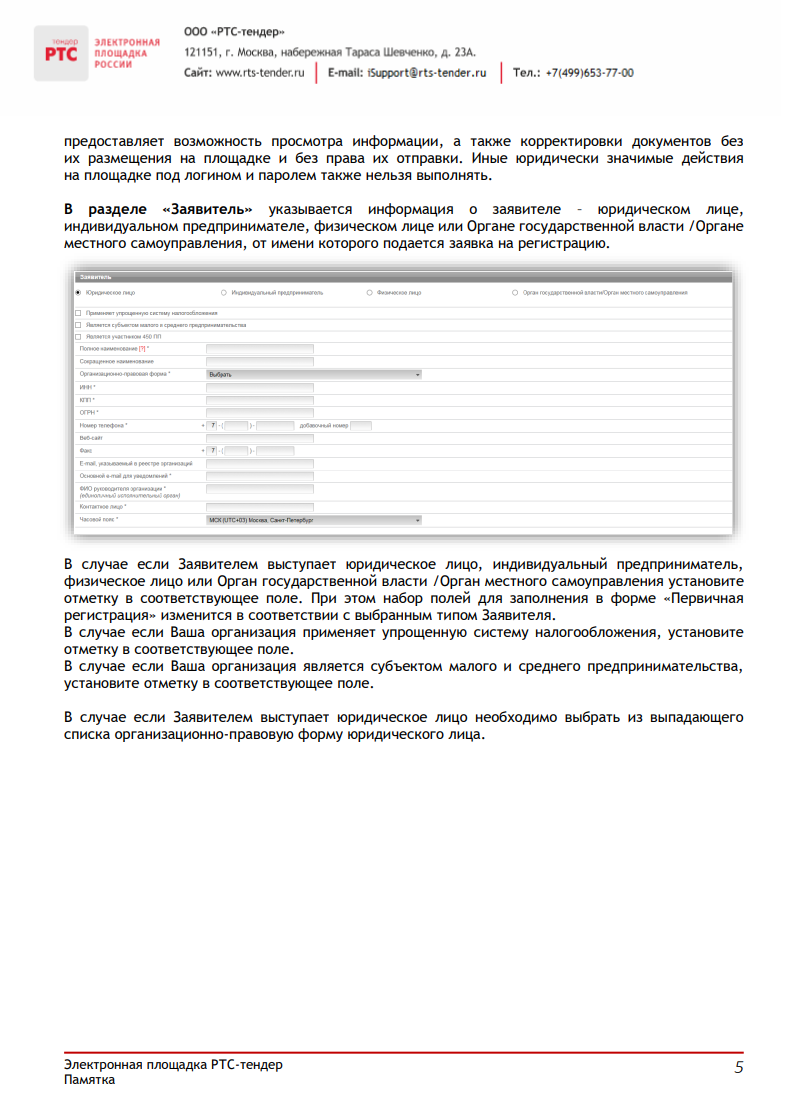 тендер
РТС
ЭЛЕКТРОННАЯ
ПЛОЩАДКА
РОССИИ
ООО «РТС-тендер»
121151, г. Москва, набережная Тараса Шевченко, д. 23А.
Сайт: www.rts-tender.ru | E-mail: iSupport@rts-tender.ru | Тел.: +7(499)653-77-00
предоставляет возможность просмотра информации, а также корректировки документов без
их размещения на площадке и без права их отправки. Иные юридически значимые действия
на площадке под логином и паролем также нельзя выполнять.
В разделе «Заявитель» указывается информация о заявителе – юридическом лице,
индивидуальном предпринимателе, физическом лице или Органе государственной власти /Органе
местного самоуправления, от имени которого подается заявка на регистрацию.
Заявитель
Юридическое лицо Индивидуальный предприниматель Физическое лицо Орган государственной власти/Орган местного самоуправления
Применяет упрощенную систему налогообложения
Является субъектом малого и среднего предпринимательства
Является участником 450 ПП
Полное наименование [?] *
Сокращенное наименование
Организационно-правовая форма * Выбрать
ИНН *
КПП *
ОГРН *
Номер телефона * + 7 -( )- добавочный номер
Веб-сайт
Факс + 7 -( )-
E-mail, указываемый в реестре организаций
Основной e-mail для уведомлений *
ФИО руководителя организации *
(единоличный исполнительный орган)
Контактное лицо *
Часовой пояс * МСК (UTC+03) Москва, Санкт-Петербург
В случае если Заявителем выступает юридическое лицо, индивидуальный предприниматель,
физическое лицо или Орган государственной власти /Орган местного самоуправления установите
отметку в соответствующее поле. При этом набор полей для заполнения в форме «Первичная
регистрация» изменится в соответствии с выбранным типом Заявителя.
В случае если Ваша организация применяет упрощенную систему налогообложения, установите
отметку в соответствующее поле.
В случае если Ваша организация является субъектом малого и среднего предпринимательства,
установите отметку в соответствующее поле.
В случае если Заявителем выступает юридическое лицо необходимо выбрать из выпадающего
списка организационно-правовую форму юридического лица.
Электронная площадка РТС-тендер 5
Памятка